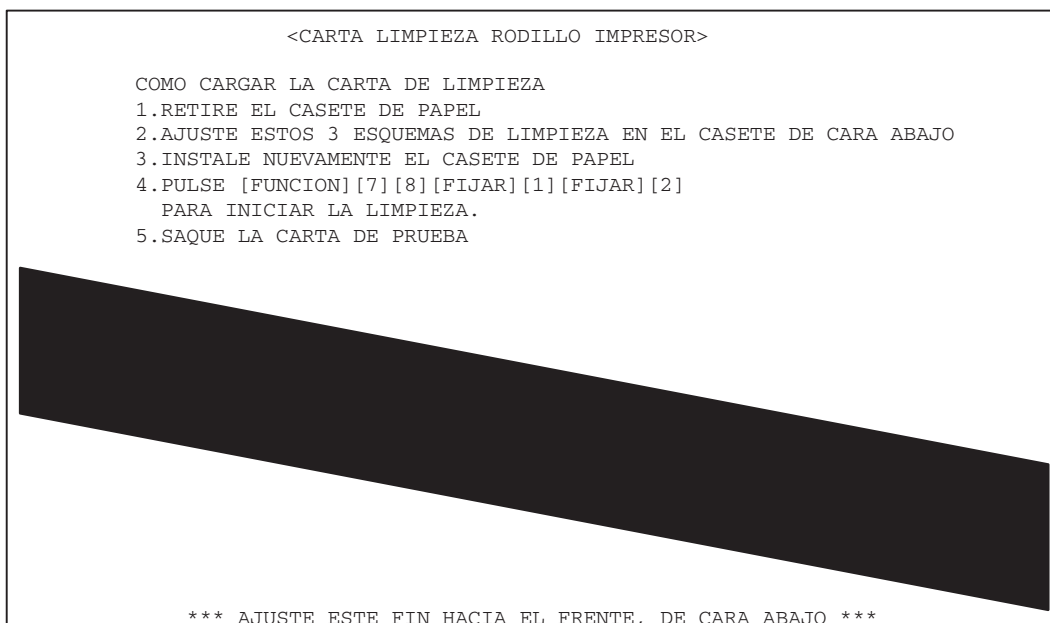 <CARTA LIMPIEZA RODILLO IMPRESOR>
COMO CARGAR LA CARTA DE LIMPIEZA
1.RETIRE EL CASETE DE PAPEL
2.AJUSTE ESTOS 3 ESQUEMAS DE LIMPIEZA EN EL CASETE DE CARA ABAJO
3.INSTALE NUEVAMENTE EL CASETE DE PAPEL
4.PULSE [FUNCION][7][8][FIJAR][1][FIJAR][2]
PARA INICIAR LA LIMPIEZA.
5.SAQUE LA CARTA DE PRUEBA
*** AJUSTE ESTE FIN HACIA EL FRENTE, DE CARA ABAJO ***